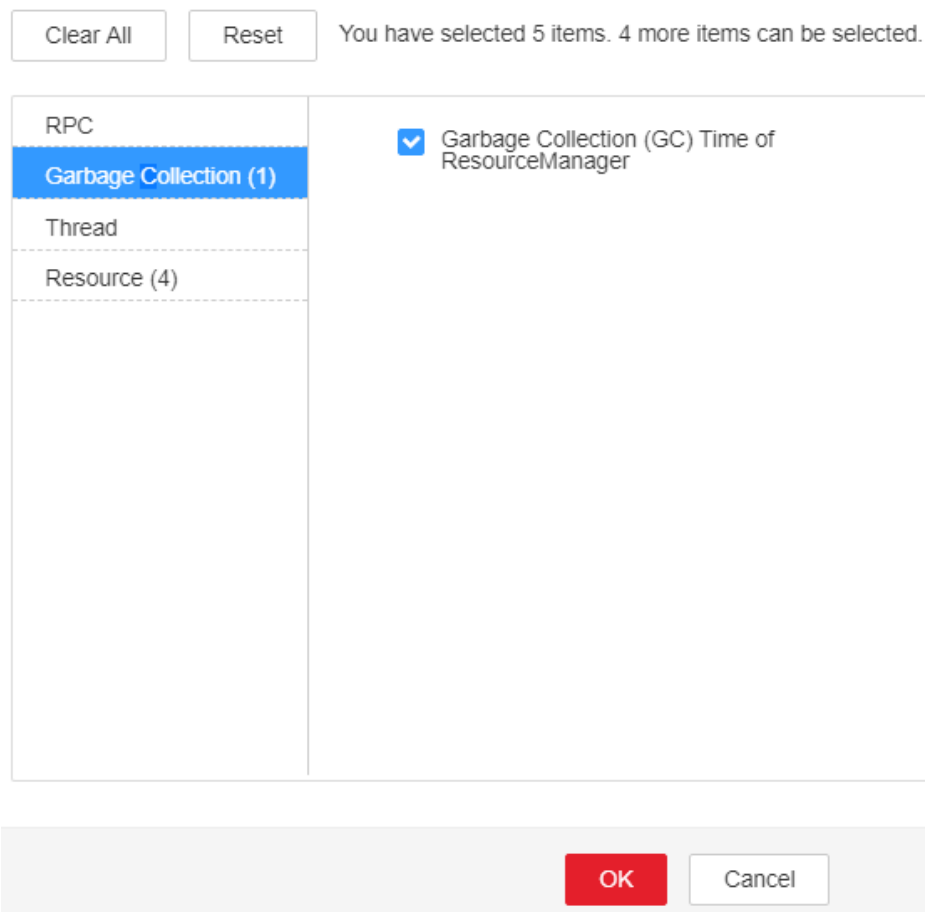 Clear All
Reset
You have selected 5 items. 4 more items can be selected.
RPC
Garbage Collection (1)
Thread
Resource (4)
Garbage Collection (GC) Time of
ResourceManager
OK
Cancel